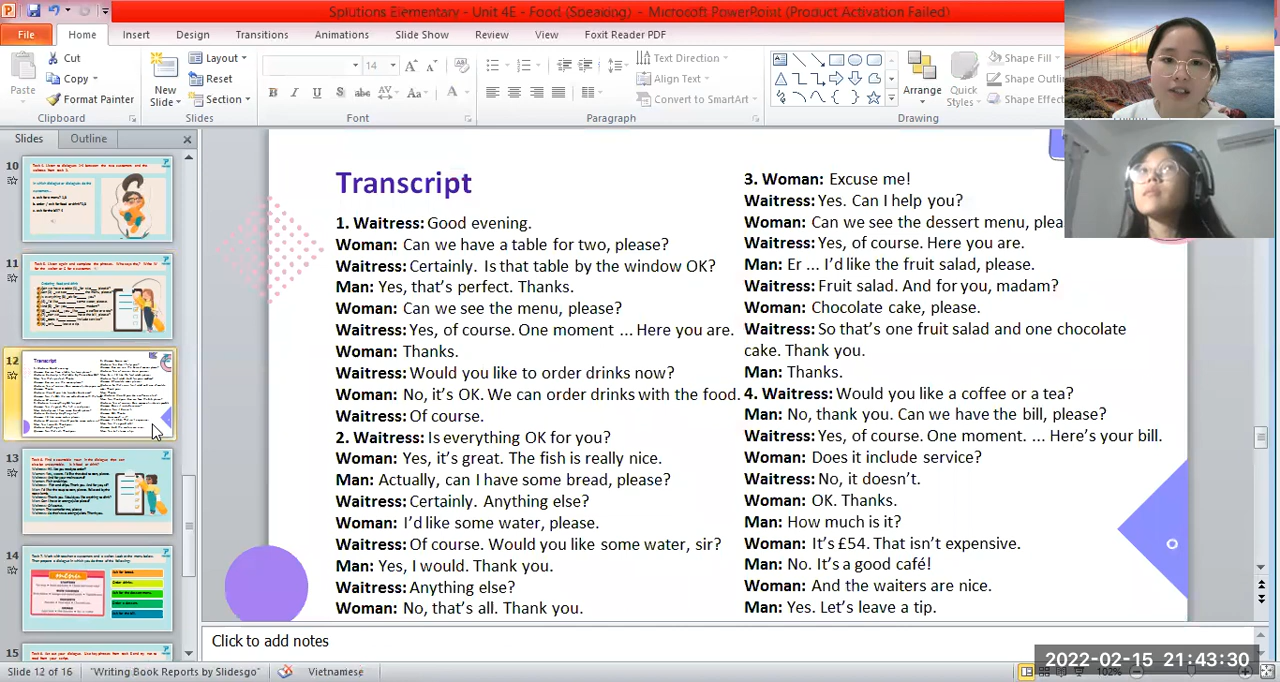 Solutions Elementary - Unit 4E - Food (Speaking) - Microsoft PowerPoint (Product Activation Failed)
File Home Insert Design Transitions Animations Slide Show Review View Foxit Reader PDF
Paste
Cut
Copy
Format Painter
Clipboard
New Slide
Layout
Reset
Section
Slides
14
Font
Text Direction
Align Text
Convert to SmartArt
Paragraph
Arrange
Quick Styles
Shape Fill
Shape Outli
Shape Effect
Drawing
Slides Outline
10
11
12
13
14
15
Transcript
1. Waitress: Good evening.
Woman: Can we have a table for two, please?
Waitress: Certainly. Is that table by the window OK?
Man: Yes, that's perfect. Thanks.
Woman: Can we see the menu, please?
Waitress: Yes, of course. One moment ... Here you are.
Woman: Thanks.
Waitress: Would you like to order drinks now?
Woman: No, it's OK. We can order drinks with the food.
Waitress: Of course.
2. Waitress: Is everything OK for you?
Woman: Yes, it's great. The fish is really nice.
Man: Actually, can I have some bread, please?
Waitress: Certainly. Anything else?
Woman: I'd like some water, please.
Waitress: Of course. Would you like some water, sir?
Man: Yes, I would. Thank you.
Waitress: Anything else?
Woman: No, that's all. Thank you.
3. Woman: Excuse me!
Waitress: Yes. Can I help you?
Woman: Can we see the dessert menu, plea
Waitress: Yes, of course. Here you are.
Man: Er ... I'd like the fruit salad, please.
Waitress: Fruit salad. And for you, madam?
Woman: Chocolate cake, please.
Waitress: So that's one fruit salad and one chocolate
cake. Thank you.
Man: Thanks.
4. Waitress: Would you like a coffee or a tea?
Man: No, thank you. Can we have the bill, please?
Waitress: Yes, of course. One moment. ... Here's your bill.
Woman: Does it include service?
Waitress: No, it doesn't.
Woman: OK. Thanks.
Man: How much is it?
Woman: It's £54. That isn't expensive.
Man: No. It's a good café!
Woman: And the waiters are nice.
Man: Yes. Let's leave a tip.
Click to add notes
Slide 12 of 16 "Writing Book Reports by Slidesgo" Vietnamese 102%
2022-02-15 21:43:30